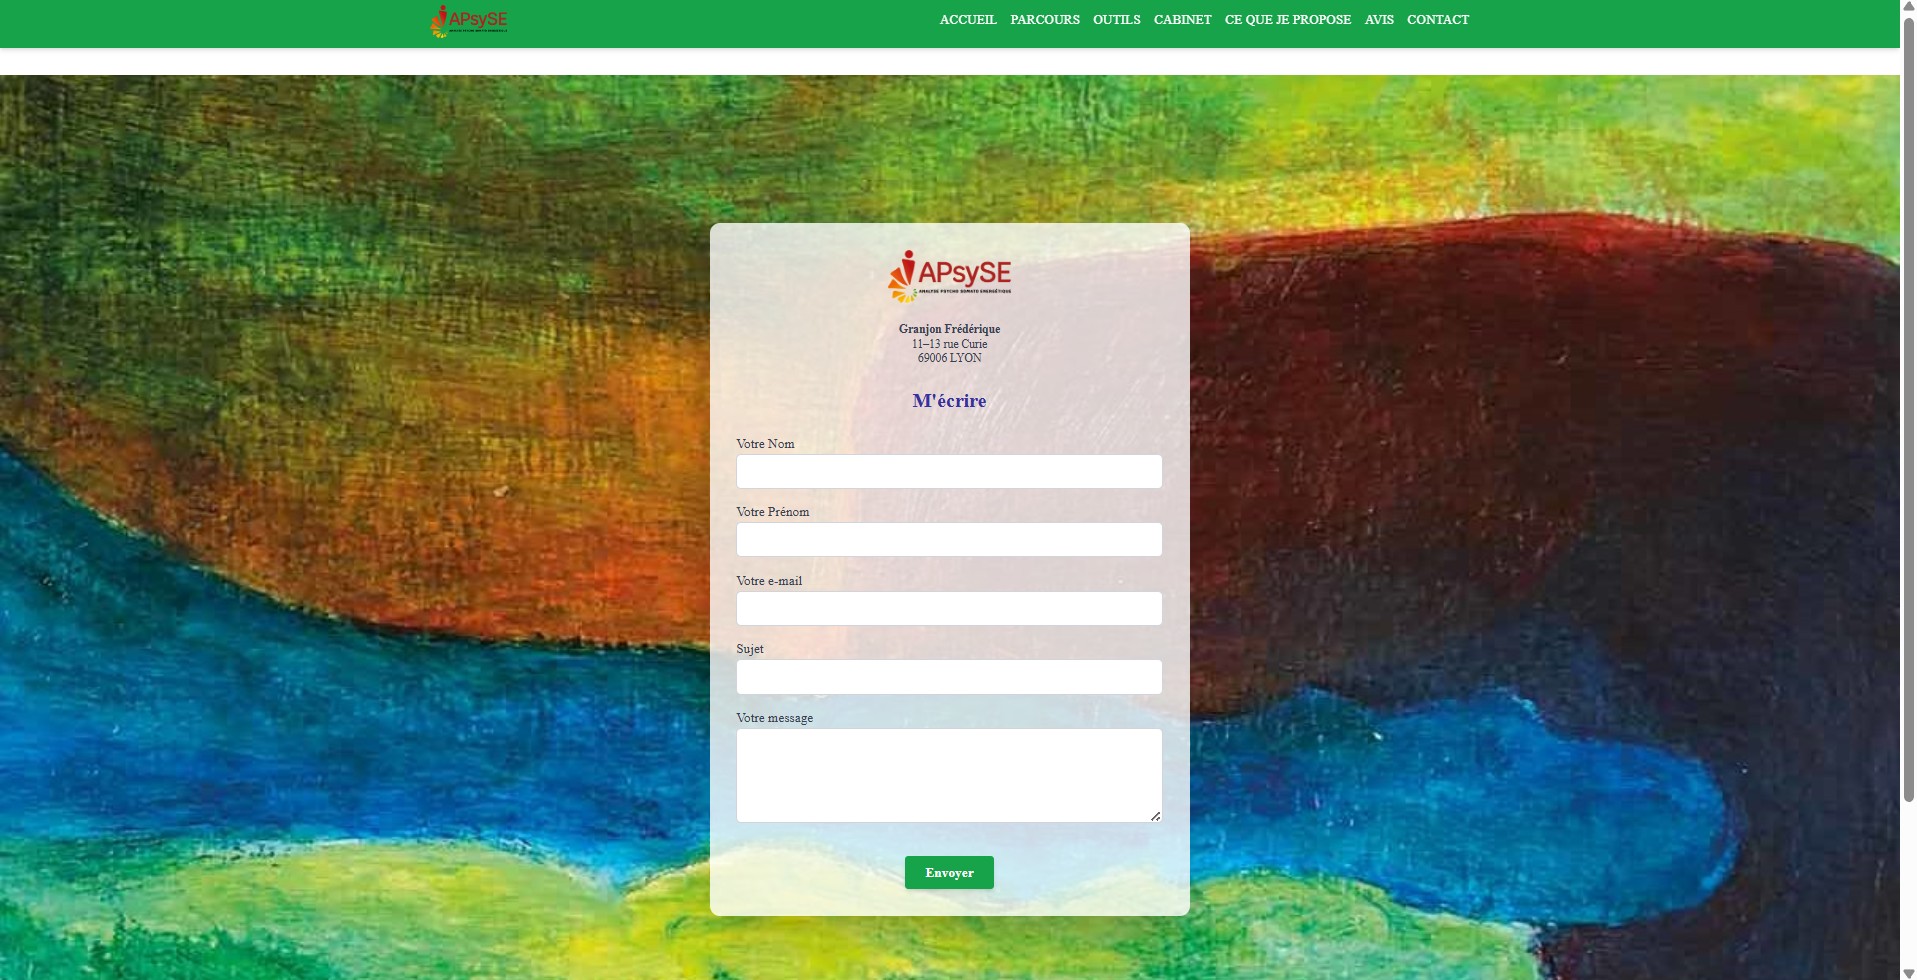 APsySE
ACCUEIL PARCOURS OUTILS CABINET CE QUE JE PROPOSE AVIS CONTACT
APsySE
ANALYSE PSYCHO SOMATO ÉNERGÉTIQUE
Granjon Frédérique
11–13 rue Curie
69006 LYON
M'écrire
Votre Nom
Votre Prénom
Votre e-mail
Sujet
Votre message
Envoyer